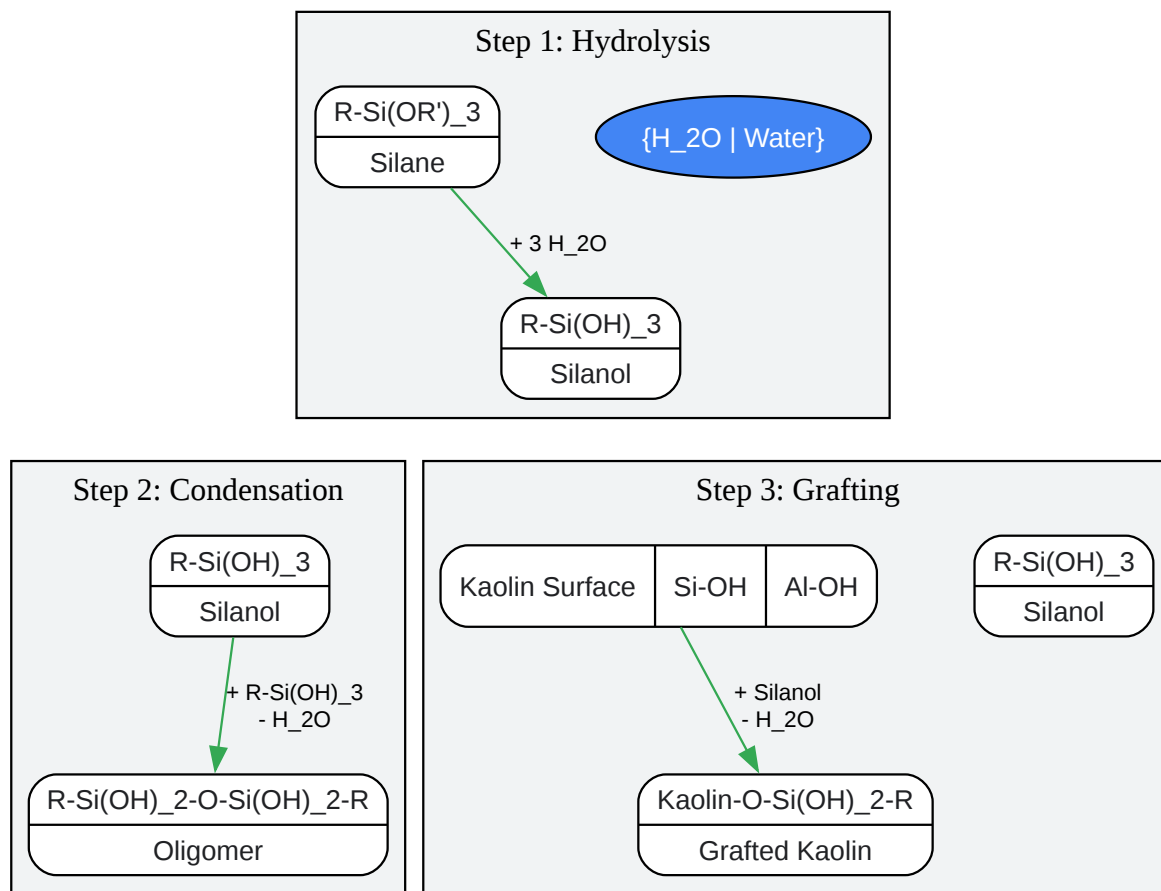 Step 1: Hydrolysis
R-Si(OR')_3
Silane
{H_2O | Water}
+ 3 H_2O
R-Si(OH)_3
Silanol
Step 2: Condensation
R-Si(OH)_3
Silanol
+ R-Si(OH)_3
- H_2O
R-Si(OH)_2-O-Si(OH)_2-R
Oligomer
Step 3: Grafting
Kaolin Surface
Si-OH
Al-OH
R-Si(OH)_3
Silanol
+ Silanol
- H_2O
Kaolin-O-Si(OH)_2-R
Grafted Kaolin